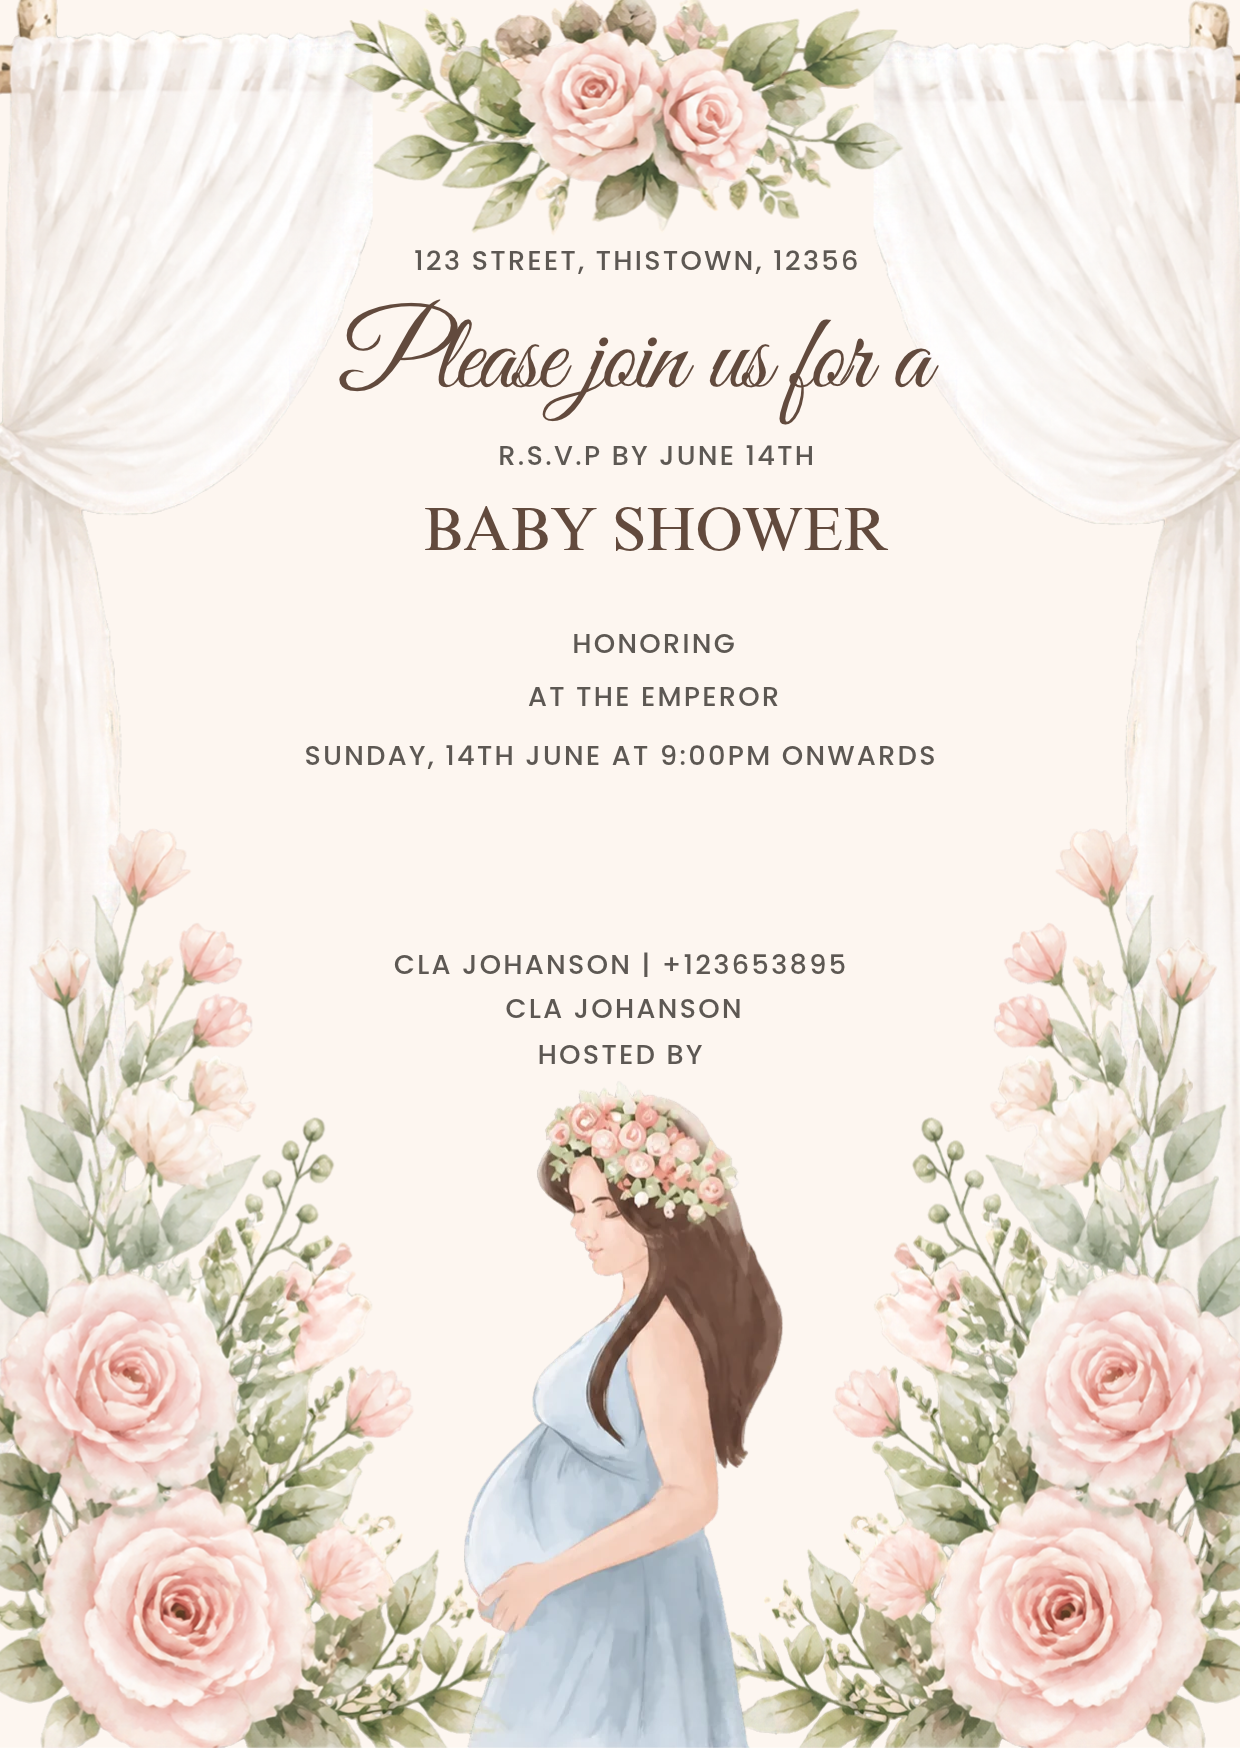 123 STREET, THISTOWN, 12356
Please join us for a
R.S.V.P BY JUNE 14TH
BABY SHOWER
HONORING
AT THE EMPEROR
SUNDAY, 14TH JUNE AT 9:00PM ONWARDS
CLA JOHANSON | +123653895
CLA JOHANSON
HOSTED BY